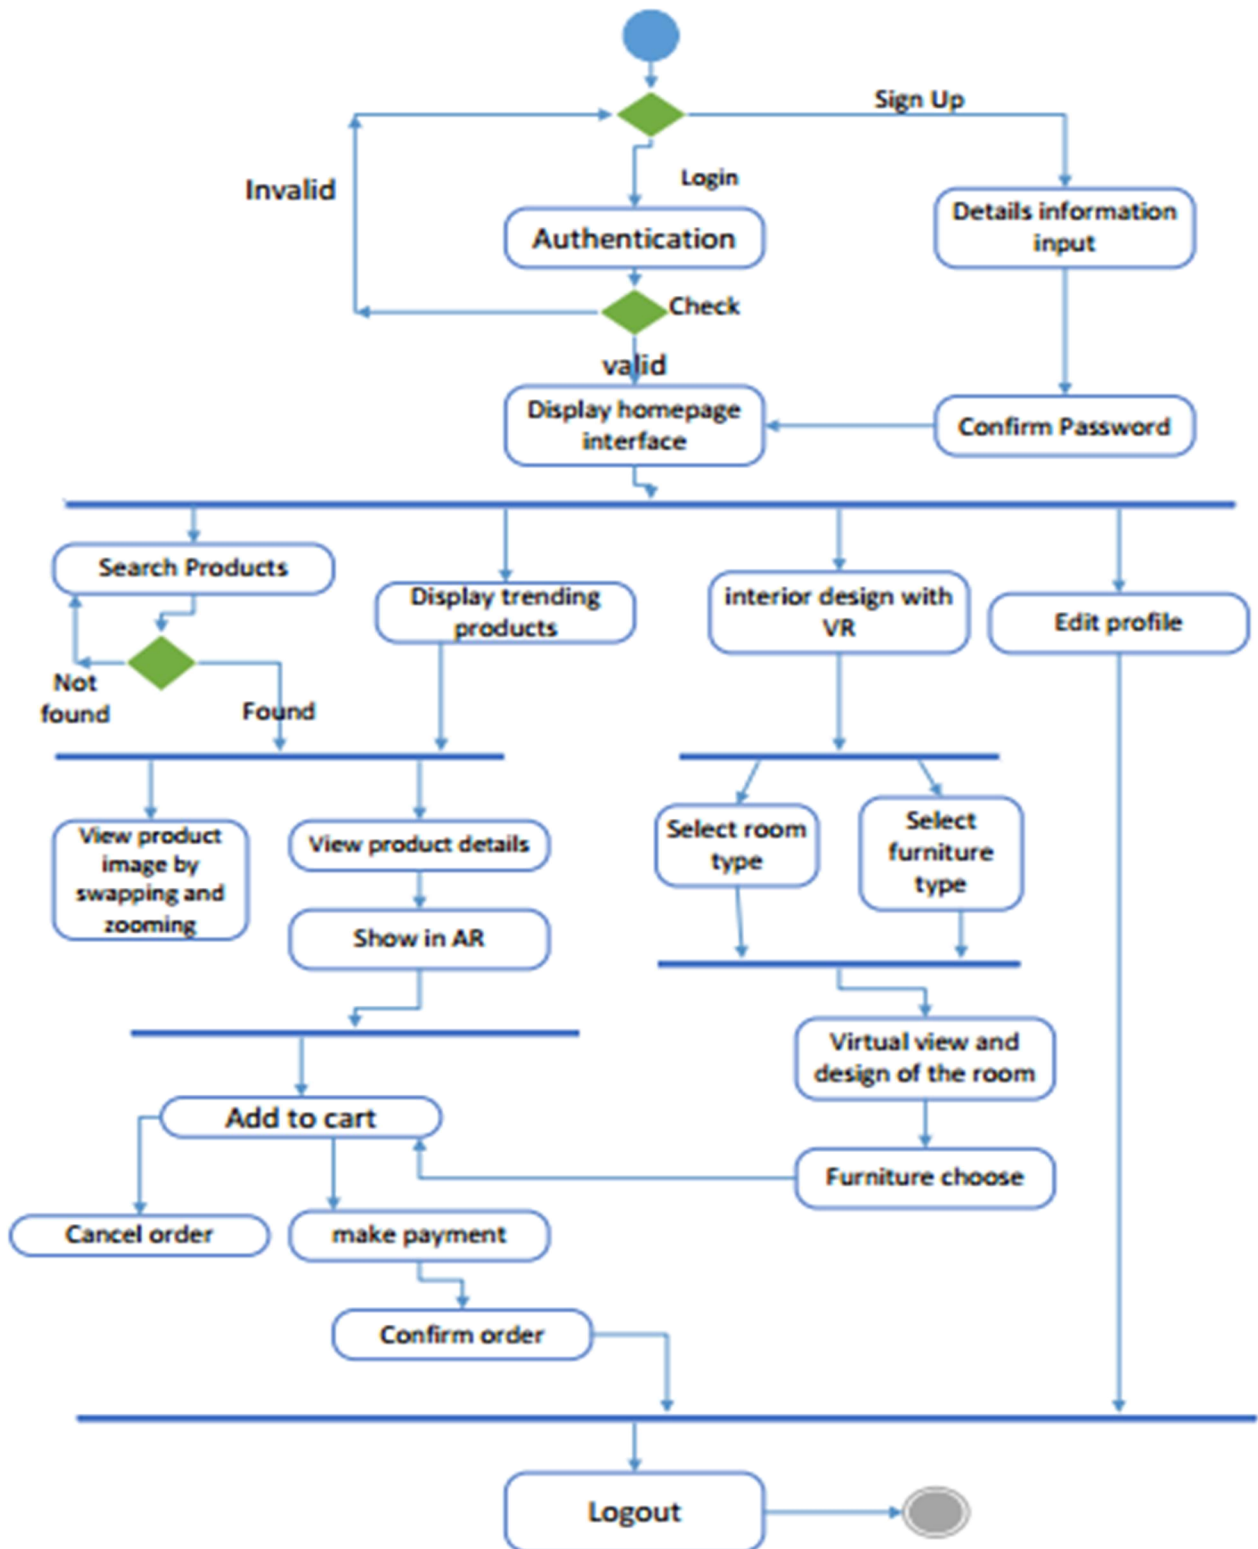 Sign Up
Invalid
Login
Details information
input
Authentication
Check
valid
Display homepage
interface
Confirm Password
Search Products
Display trending
products
interior design with
VR
Edit profile
Not
found
Found
View product
image by
swapping and
zooming
View product details
Select room
type
Select
furniture
type
Show in AR
Virtual view and
design of the room
Add to cart
Furniture choose
Cancel order
make payment
Confirm order
Logout